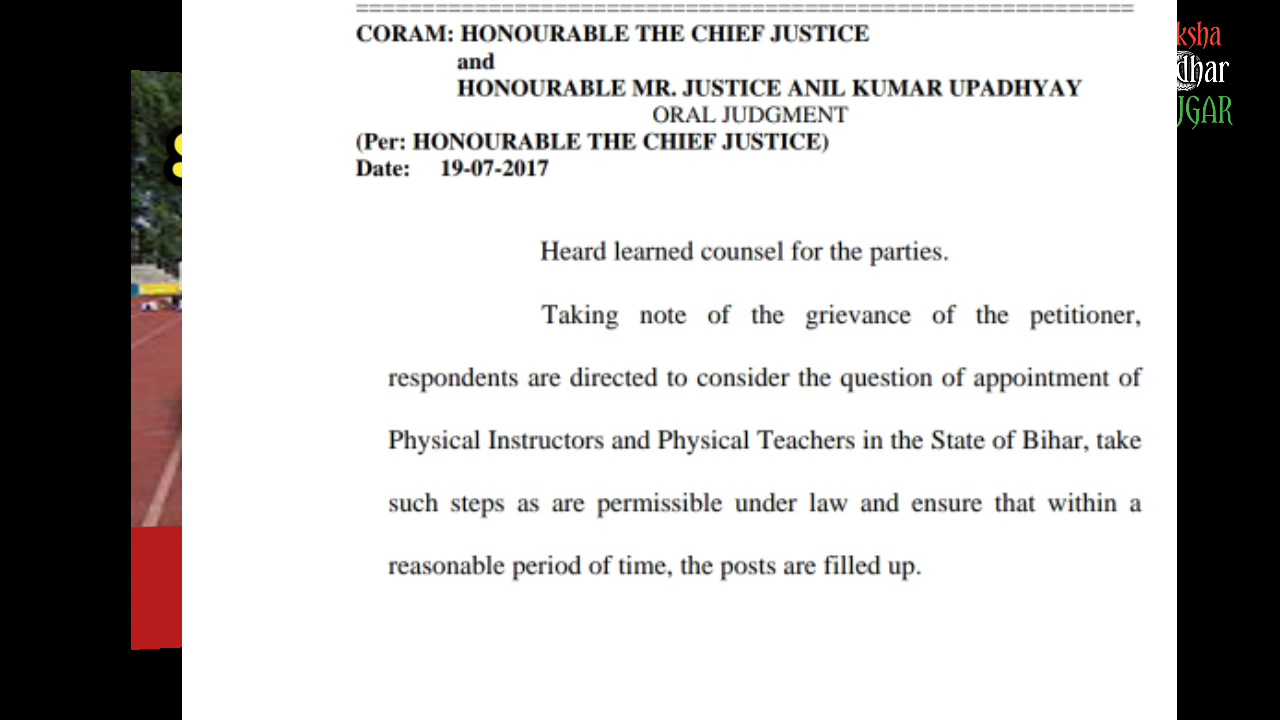 ==============================================================
CORAM: HONOURABLE THE CHIEF JUSTICE
and
HONOURABLE MR. JUSTICE ANIL KUMAR UPADHYAY
ORAL JUDGMENT
(Per: HONOURABLE THE CHIEF JUSTICE)
Date: 19-07-2017
Heard learned counsel for the parties.
Taking note of the grievance of the petitioner,
respondents are directed to consider the question of appointment of
Physical Instructors and Physical Teachers in the State of Bihar, take
such steps as are permissible under law and ensure that within a
reasonable period of time, the posts are filled up.
ksha
dhar
JGAR